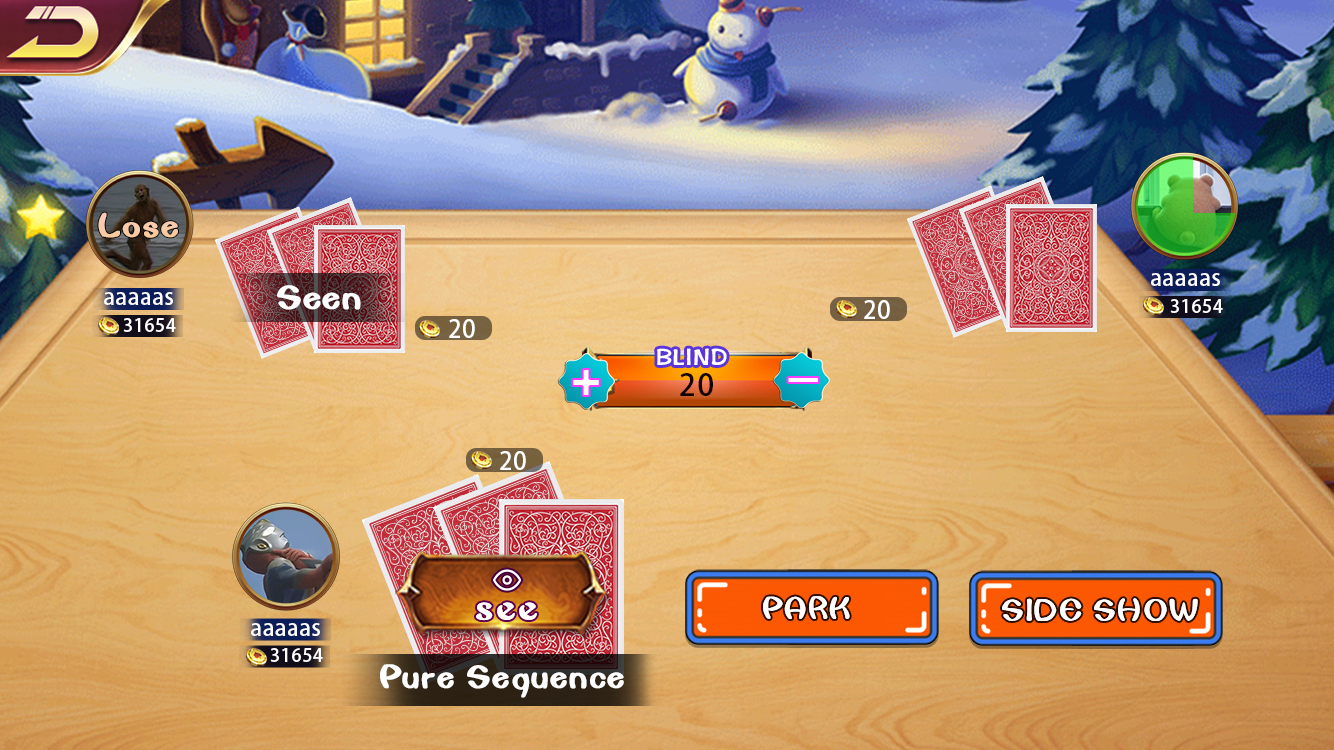 Lose
aaaaas
31654
Seen
20
20
aaaaas
31654
BLIND
20
20
see
Pure Sequence
aaaaas
31654
PARK
SIDE SHOW